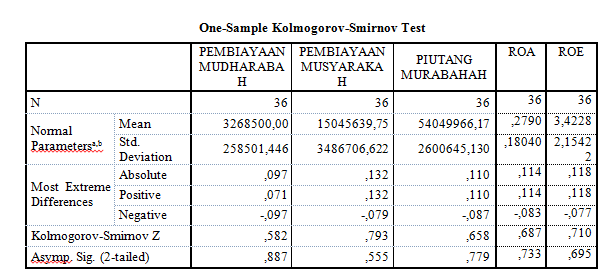 One-Sample Kolmogorov-Smirnov Test
PEMBIAYAAN MUDHARABA H PEMBIAYAAN MUSYARAKA H PIUTANG MURABAHAH ROA ROE
N 36 36 36 36 36
Normal Parametersa,b Mean 3268500,00 15045639,75 54049966,17 ,2790 3,4228
Std. Deviation 258501,446 3486706,622 2600645,130 ,18040 2,1542 2
Most Extreme Differences Absolute ,097 ,132 ,110 ,114 ,118
Positive ,071 ,132 ,110 ,114 ,118
Negative -,097 -,079 -,087 -,083 -,077
Kolmogorov-Smirnov Z ,582 ,793 ,658 ,687 ,710
Asymp. Sig. (2-tailed) ,887 ,555 ,779 ,733 ,695